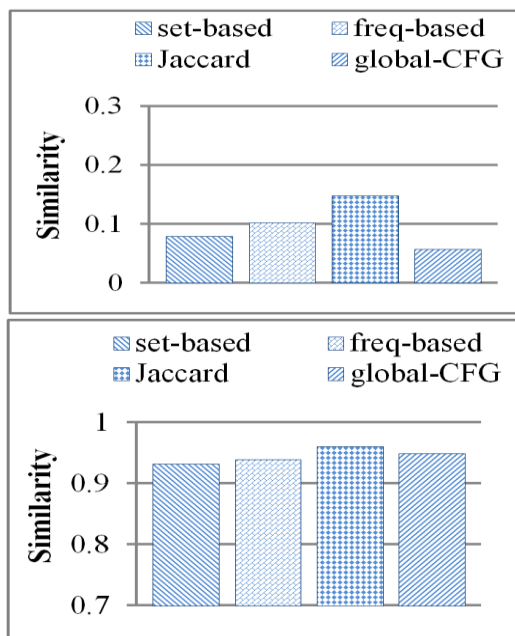 set-based freq-based
Jaccard global-CFG
Similarity
0.3
0.2
0.1
0
set-based freq-based
Jaccard global-CFG
Similarity
1
0.9
0.8
0.7